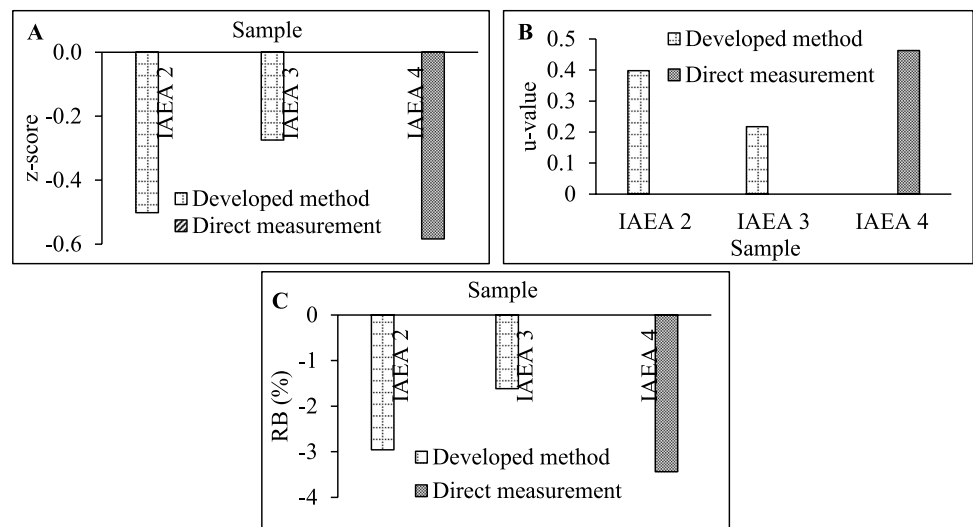 A
Sample
0.0
-0.2
-0.4
-0.6
z-score
IAEA 2
IAEA 3
IAEA 4
Developed method
Direct measurement
B
0.5
0.4
0.3
0.2
0.1
0
u-value
Developed method
Direct measurement
IAEA 2 IAEA 3 IAEA 4
Sample
C
Sample
0
-1
-2
-3
-4
RB (%)
IAEA 2
IAEA 3
IAEA 4
Developed method
Direct measurement